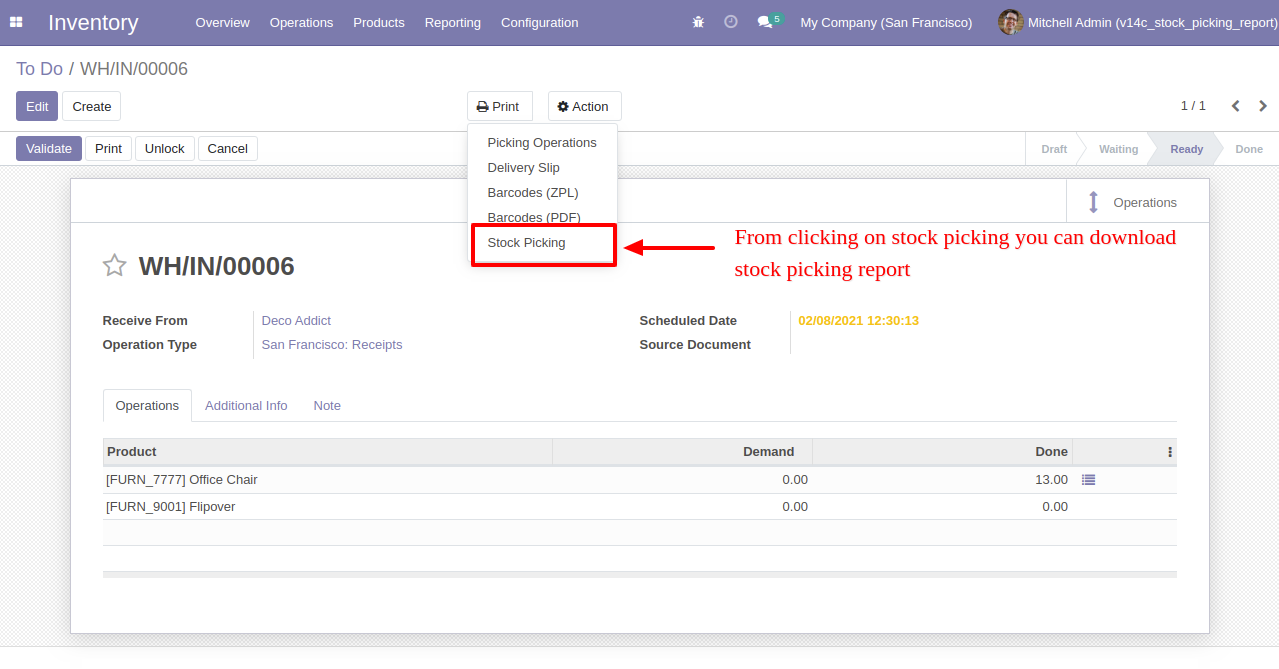 Inventory Overview Operations Products Reporting Configuration 5 My Company (San Francisco) Mitchell Admin (v14c_stock_picking_report)
To Do / WH/IN/00006
Edit Create Print Action 1 / 1
Validate Print Unlock Cancel Draft Waiting Ready Done
Picking Operations
Delivery Slip
Barcodes (ZPL)
Barcodes (PDF)
Stock Picking
Operations
From clicking on stock picking you can download
stock picking report
WH/IN/00006
Receive From Deco Addict Scheduled Date 02/08/2021 12:30:13
Operation Type San Francisco: Receipts Source Document
Operations Additional Info Note
Product Demand Done
[FURN_7777] Office Chair 0.00 13.00
[FURN_9001] Flipover 0.00 0.00